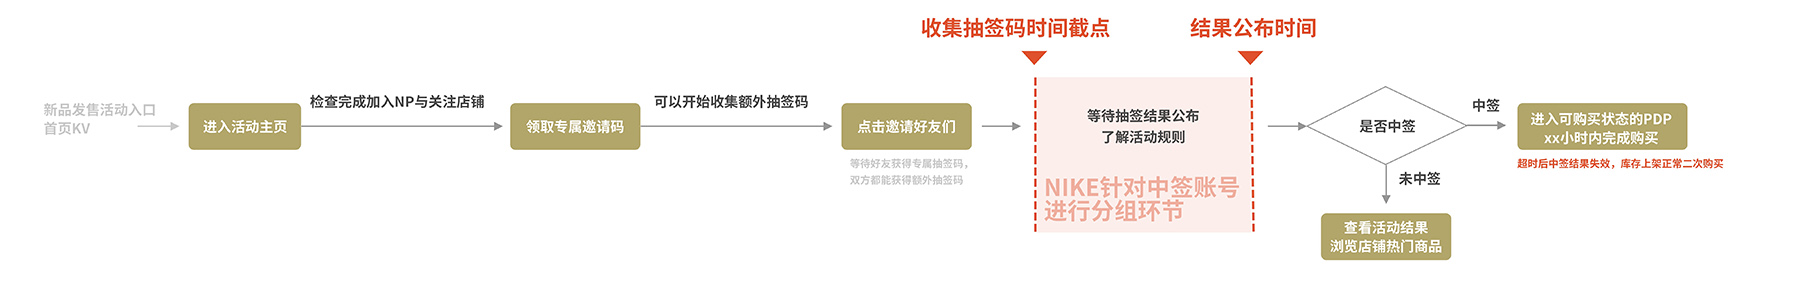 收集抽签码时间截点
结果公布时间
新品发售活动入口
首页KV
进入活动主页
检查完成加入NP与关注店铺
领取专属邀请码
可以开始收集额外抽签码
点击邀请好友们
等待好友获得专属抽签码，
双方都能获得额外抽签码
等待抽签结果公布
了解活动规则
NIKE针对中签账号
进行分组环节
是否中签
中签
进入可购买状态的PDP
xx小时内完成购买
超时后中签结果失效，库存上架正常二次购买
未中签
查看活动结果
浏览店铺热门商品